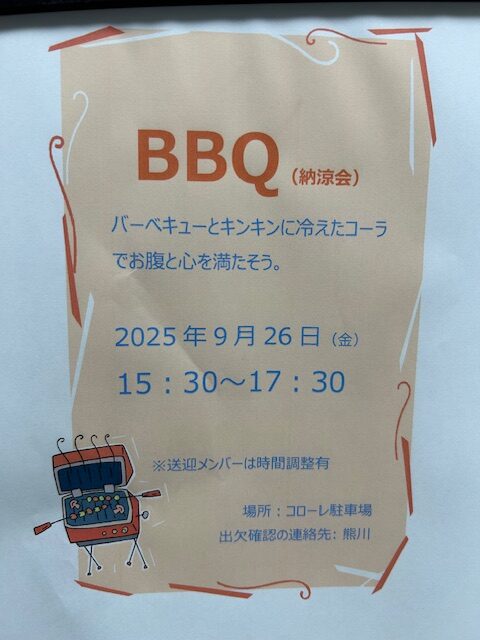 BBQ（納涼会）
バーベキューとキンキンに冷えたコーラ
でお腹と心を満たそう。
2025年9月26日（金）
15：30～17：30
※送迎メンバーは時間調整有
場所：コローレ駐車場
出欠確認の連絡先: 熊川